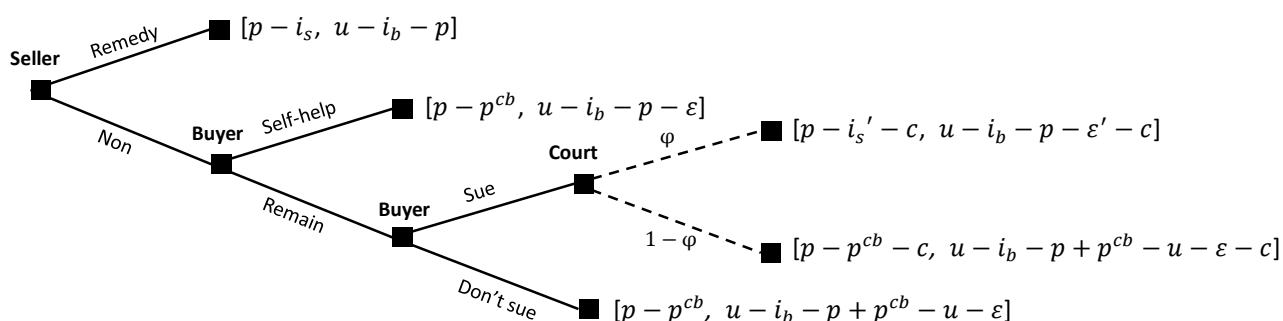 Remedy
[p − i_s, u − i_b − p]
Seller
Non
Buyer
Self-help
[p − p^{cb}, u − i_b − p − ε]
Remain
Court
φ
[p − i_s′ − c, u − i_b − p − ε′ − c]
Buyer
Sue
1 − φ
[p − p^{cb} − c, u − i_b − p + p^{cb} − u − ε − c]
Don't sue
[p − p^{cb}, u − i_b − p + p^{cb} − u − ε]